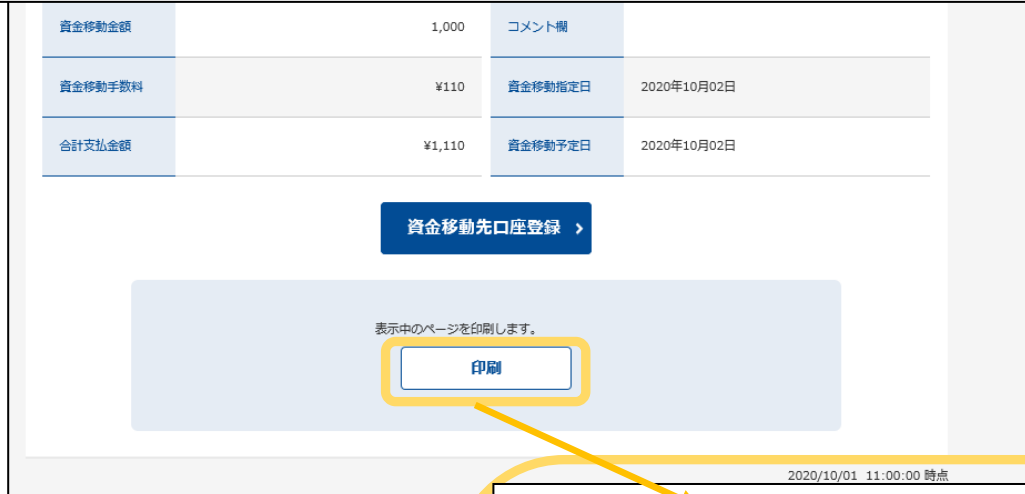 資金移動金額 1,000 コメント欄
資金移動手数料 ¥110 資金移動指定日 2020年10月02日
合計支払金額 ¥1,110 資金移動予定日 2020年10月02日
資金移動先口座登録
表示中のページを印刷します。
印刷
2020/10/01 11:00:00 時点